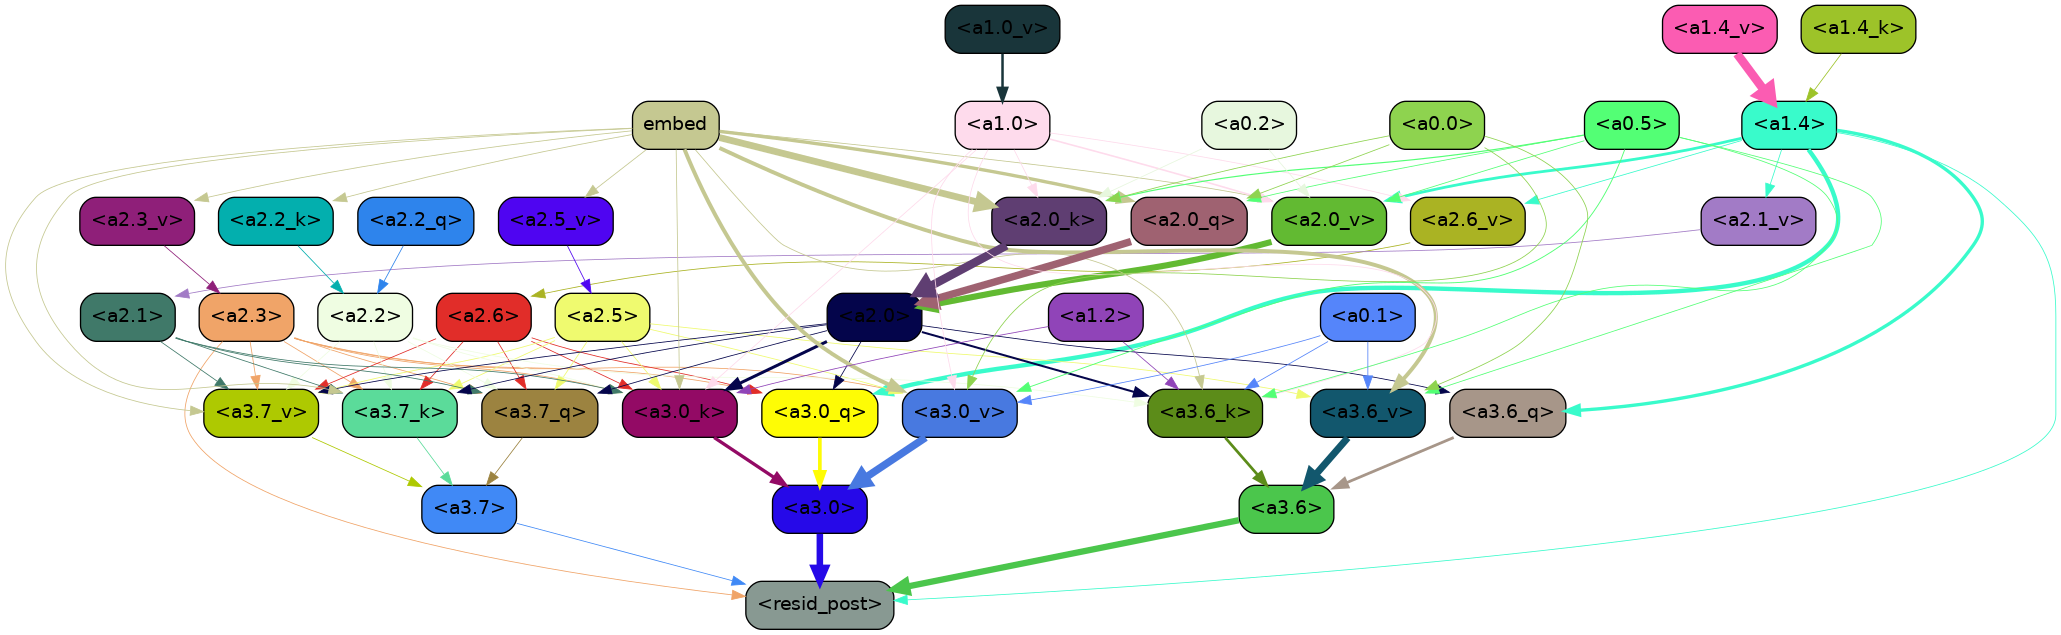 <a1.0_v> <a1.4_v> <a1.4_k>
embed <a1.0> <a0.2> <a0.0> <a0.5> <a1.4>
<a2.3_v> <a2.2_k> <a2.2_q> <a2.5_v> <a2.0_k> <a2.0_q> <a2.0_v> <a2.6_v> <a2.1_v>
<a2.1> <a2.3> <a2.2> <a2.6> <a2.5> <a2.0> <a1.2> <a0.1>
<a3.7_v> <a3.7_k> <a3.7_q> <a3.0_k> <a3.0_q> <a3.0_v> <a3.6_k> <a3.6_v> <a3.6_q>
<a3.7> <a3.0> <a3.6>
<resid_post>